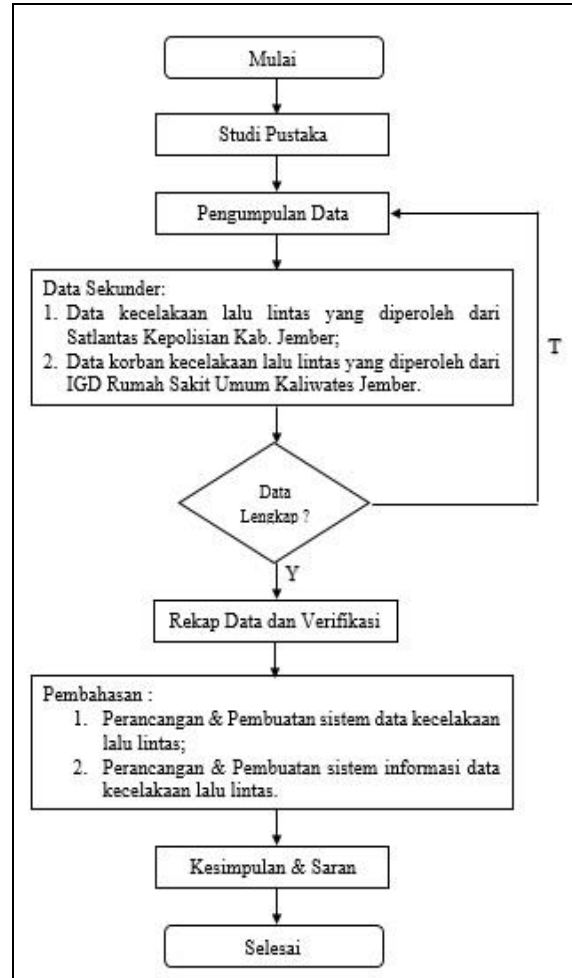 Mulai
Studi Pustaka
Pengumpulan Data
Data Sekunder:
1. Data kecelakaan lalu lintas yang diperoleh dari
Satlantas Kepolisian Kab. Jember;
2. Data korban kecelakaan lalu lintas yang diperoleh dari
IGD Rumah Sakit Umum Kaliwates Jember.
T
Data
Lengkap ?
Y
Rekap Data dan Verifikasi
Pembahasan :
1. Perancangan & Pembuatan sistem data kecelakaan
lalu lintas;
2. Perancangan & Pembuatan sistem informasi data
kecelakaan lalu lintas.
Kesimpulan & Saran
Selesai